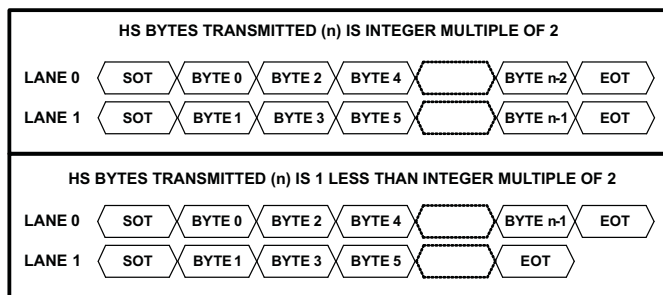 HS BYTES TRANSMITTED (n) IS INTEGER MULTIPLE OF 2
LANE 0 SOT BYTE 0 BYTE 2 BYTE 4 BYTE n-2 EOT
LANE 1 SOT BYTE 1 BYTE 3 BYTE 5 BYTE n-1 EOT
HS BYTES TRANSMITTED (n) IS 1 LESS THAN INTEGER MULTIPLE OF 2
LANE 0 SOT BYTE 0 BYTE 2 BYTE 4 BYTE n-1 EOT
LANE 1 SOT BYTE 1 BYTE 3 BYTE 5 EOT